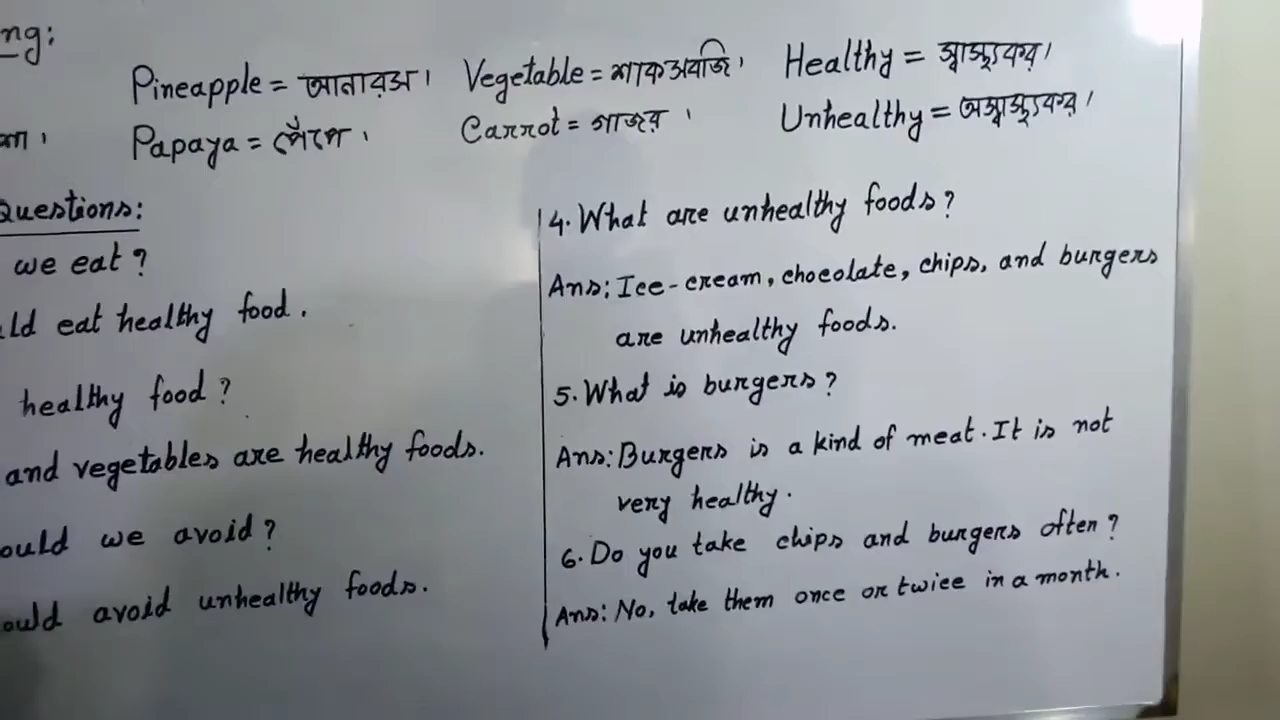 ng:
Pineapple = আনারস। Vegetable = শাকসবজি। Healthy = স্বাস্থ্যকর।
Papaya = পেঁপে। Carrot = গাজর । Unhealthy = অস্বাস্থ্যকর।
Questions:
we eat?
ld eat healthy food.
healthy food?
and vegetables are healthy foods.
ould we avoid?
ould avoid unhealthy foods.
4. What are unhealthy foods?
Ans: Ice-cream, chocolate, chips, and burgers
are unhealthy foods.
5. What is burgers?
Ans: Burgers is a kind of meat. It is not
very healthy.
6. Do you take chips and burgers often?
Ans: No, take them once or twice in a month.